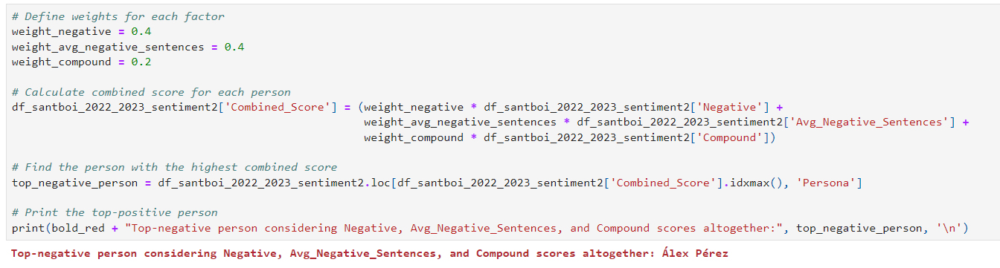 # Define weights for each factor
weight_negative = 0.4
weight_avg_negative_sentences = 0.4
weight_compound = 0.2
# Calculate combined score for each person
df_santboi_2022_2023_sentiment2['Combined_Score'] = (weight_negative * df_santboi_2022_2023_sentiment2['Negative'] +
weight_avg_negative_sentences * df_santboi_2022_2023_sentiment2['Avg_Negative_Sentences'] +
weight_compound * df_santboi_2022_2023_sentiment2['Compound'])
# Find the person with the highest combined score
top_negative_person = df_santboi_2022_2023_sentiment2.loc[df_santboi_2022_2023_sentiment2['Combined_Score'].idxmax(), 'Persona']
# Print the top-positive person
print(bold_red + "Top-negative person considering Negative, Avg_Negative_Sentences, and Compound scores altogether:", top_negative_person, '\n')
Top-negative person considering Negative, Avg_Negative_Sentences, and Compound scores altogether: Álex Pérez